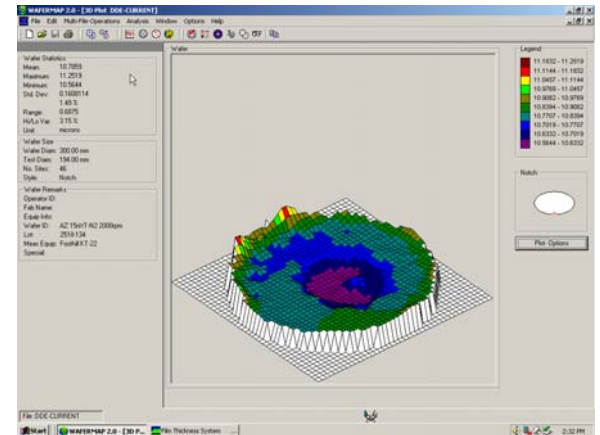 WAFERMAP 2.0 - [3D Plot DDE-CURRENT]
File Edit Multi-File-Operations Analysis Window Options Help
Wafer Statistics
Mean: 10.7859
Maximum: 11.2519
Minimum: 10.5644
Std. Dev: 0.1608114
1.49 %
Range: 0.6875
Hi/Lo Var 3.15 %
Unit microns
Wafer Size
Wafer Diam: 300.00 mm
Test Diam: 194.00 mm
No. Sites: 46
Style: Notch
Wafer Remarks
Operator ID:
Fab Name:
Equip Info:
Wafer ID: AZ 15nXT #2 2000rpm
Lot: 2518-134
Meas Equip: Foothill KT-22
Special:
Wafer
Legend
11.1832 - 11.2519
11.1144 - 11.1832
11.0457 - 11.1144
10.9769 - 11.0457
10.9082 - 10.9769
10.8394 - 10.9082
10.7707 - 10.8394
10.7019 - 10.7707
10.6332 - 10.7019
10.5644 - 10.6332
Notch
Plot Options
File: DDE-CURRENT
Start WAFERMAP 2.0 - [3D P... Film Thickness System ... 2:32 PM